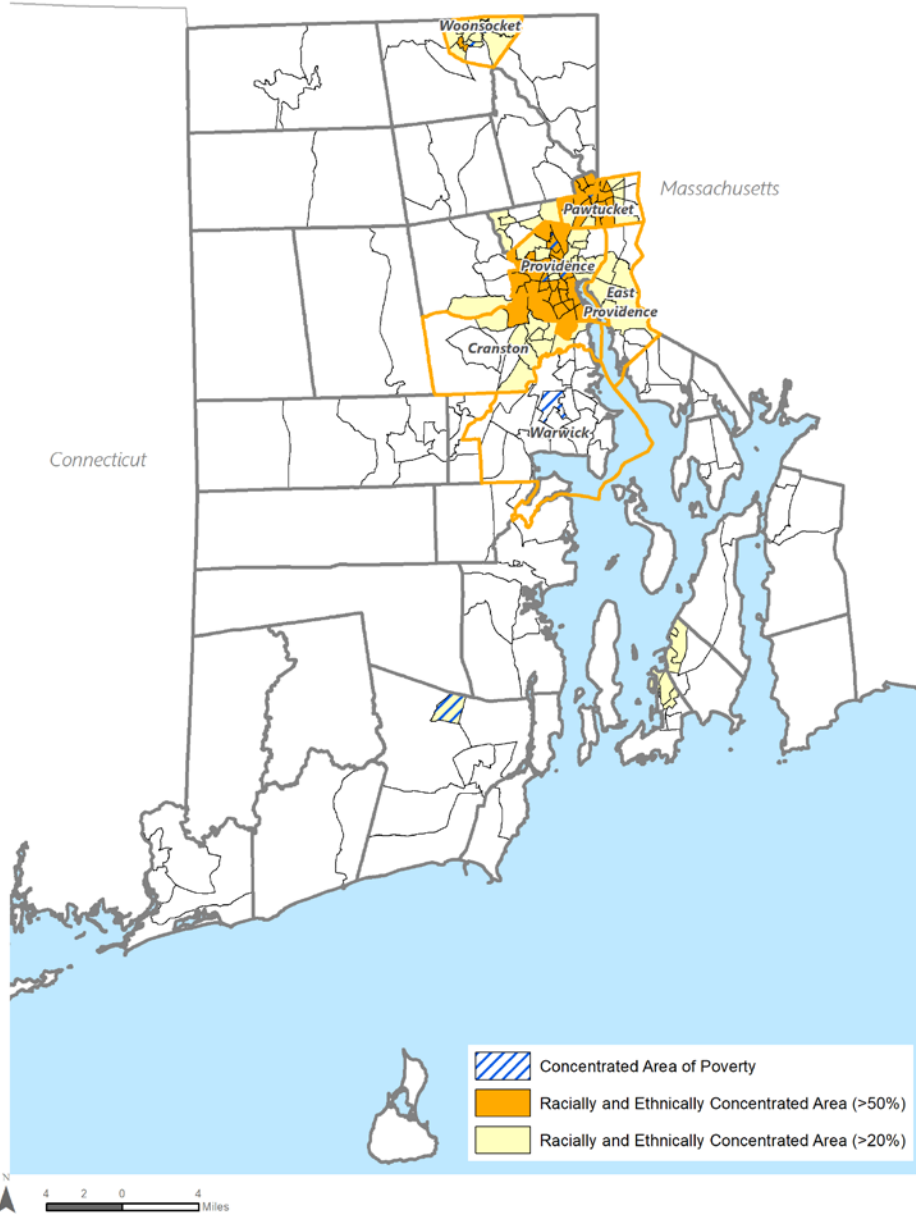 Woonsocket
Massachusetts
Pawtucket
Providence
East
Providence
Cranston
Warwick
Connecticut
Concentrated Area of Poverty
Racially and Ethnically Concentrated Area (>50%)
Racially and Ethnically Concentrated Area (>20%)
N
4 2 0 4
Miles